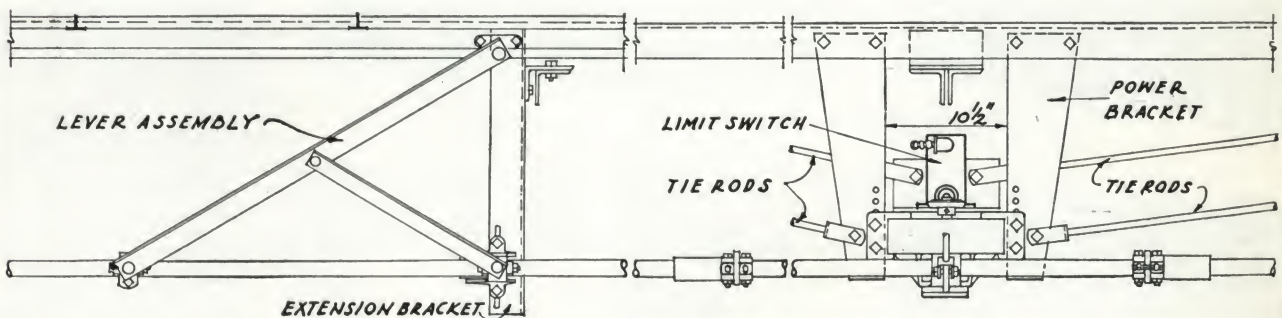 LEVER ASSEMBLY
EXTENSION BRACKET
LIMIT SWITCH
10½"
POWER
BRACKET
TIE RODS
TIE RODS